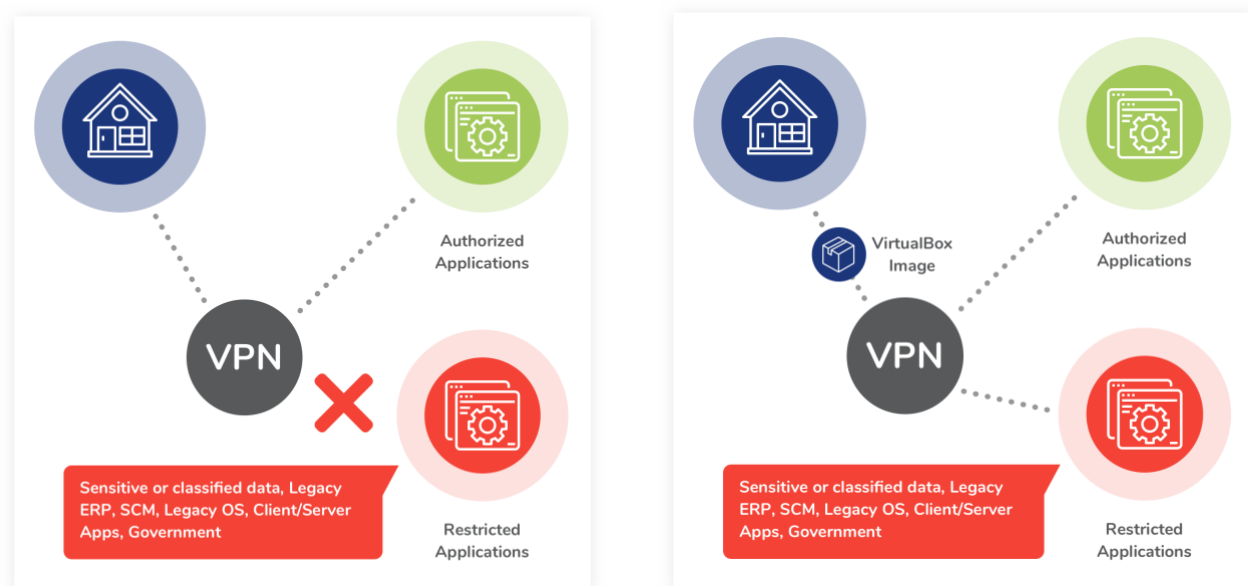 Authorized
Applications
VPN
Sensitive or classified data, Legacy
ERP, SCM, Legacy OS, Client/Server
Apps, Government
Restricted
Applications
VirtualBox
Image
Authorized
Applications
VPN
Sensitive or classified data, Legacy
ERP, SCM, Legacy OS, Client/Server
Apps, Government
Restricted
Applications